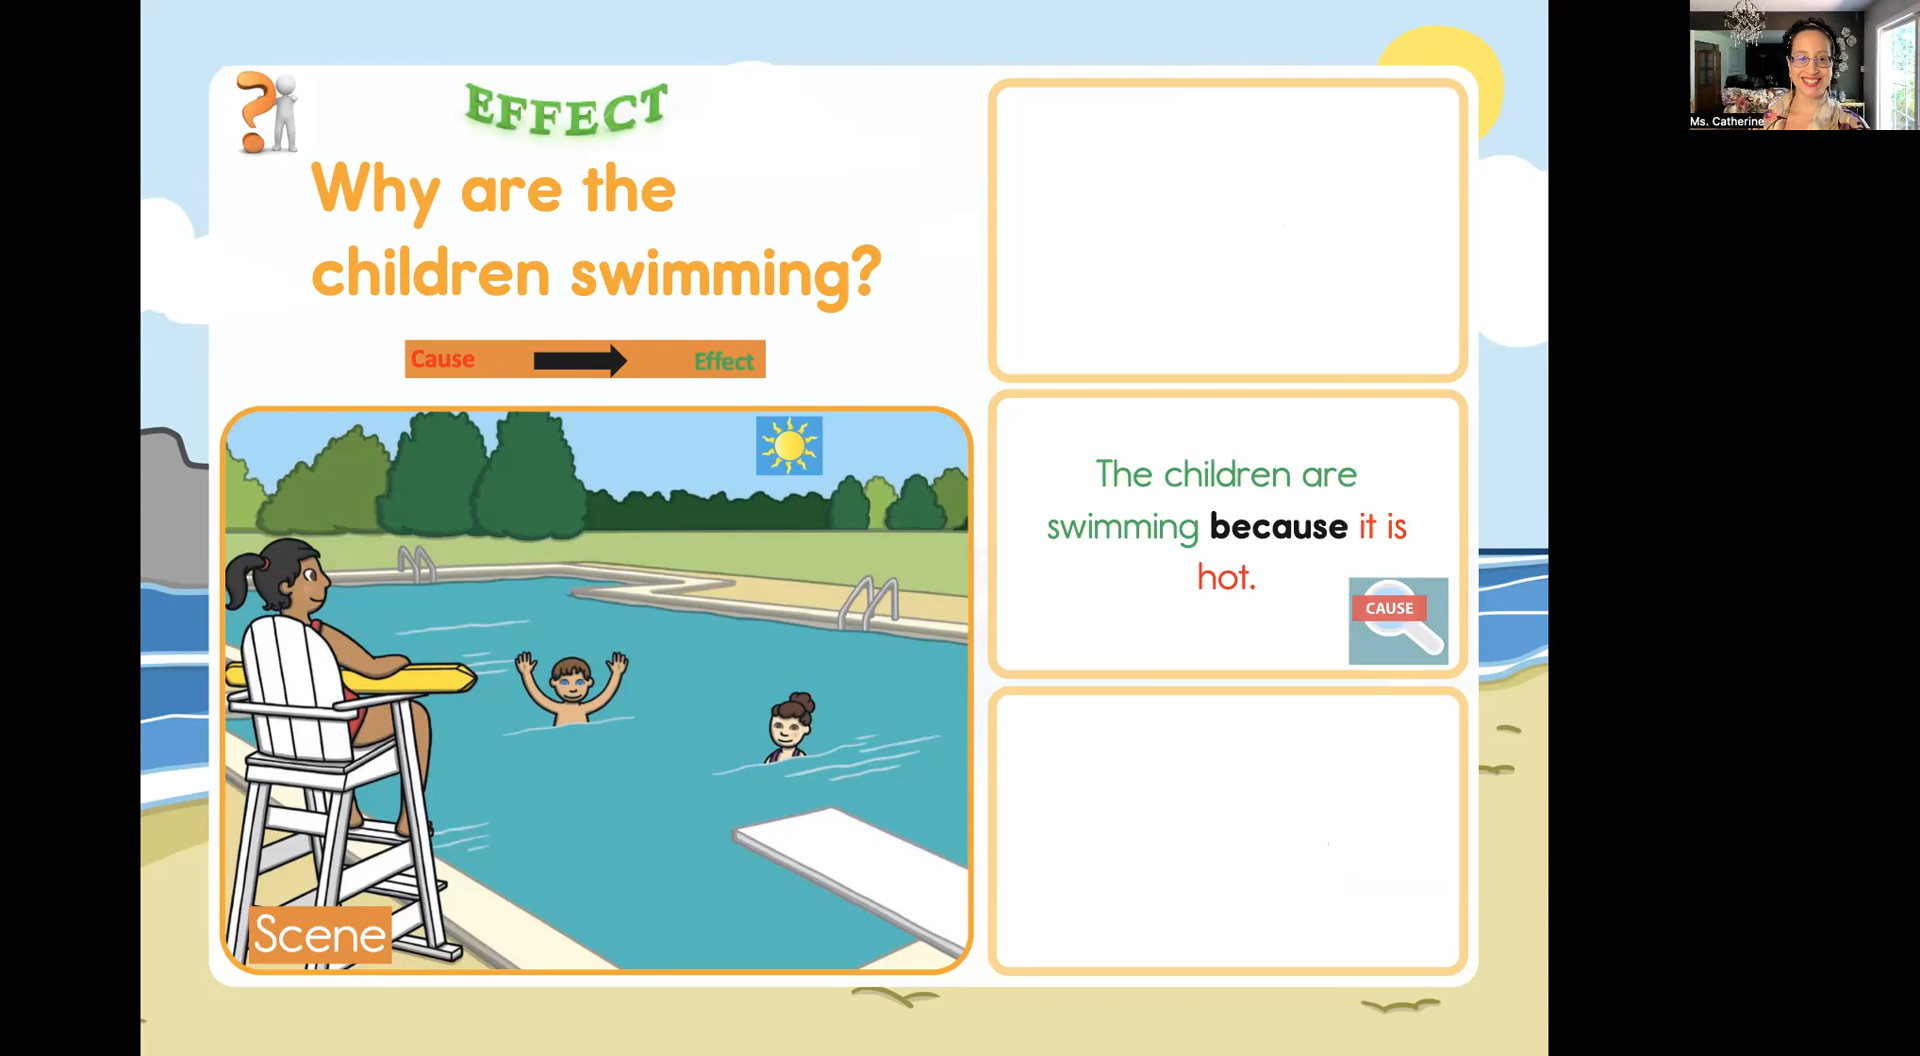 EFFECT
Why are the
children swimming?
Cause
Effect
Scene
The children are
swimming because it is
hot.
CAUSE
Ms. Catherine